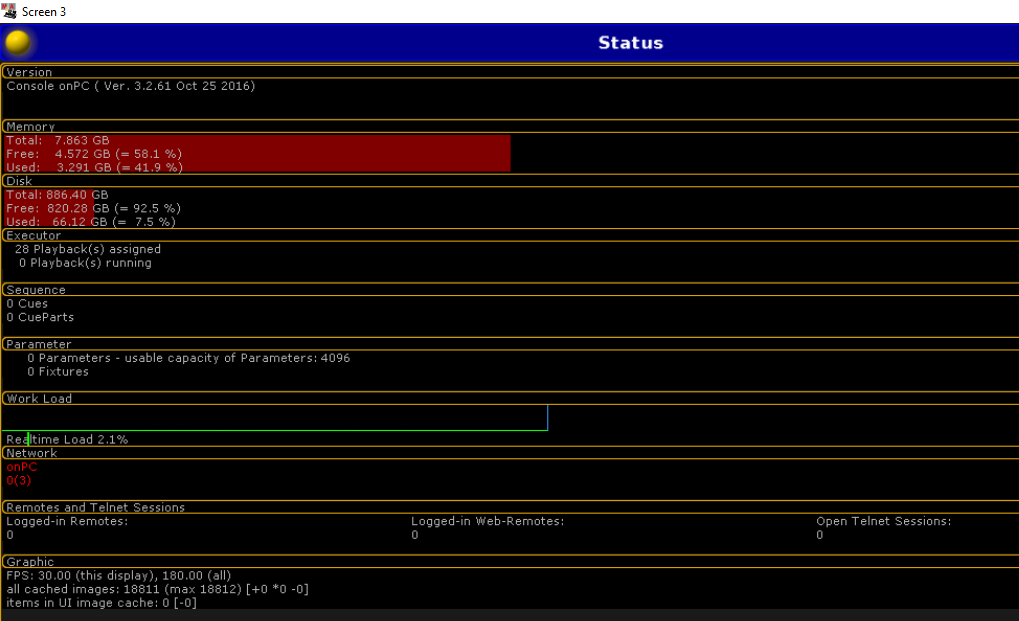 Screen 3
Status
Version
Console onPC ( Ver. 3.2.61 Oct 25 2016)
Memory
Total: 7.863 GB
Free: 4.572 GB (= 58.1 %)
Used: 3.291 GB (= 41.9 %)
Disk
Total: 886.40 GB
Free: 820.28 GB (= 92.5 %)
Used: 66.12 GB (= 7.5 %)
Executor
28 Playback(s) assigned
0 Playback(s) running
Sequence
0 Cues
0 CueParts
Parameter
0 Parameters - usable capacity of Parameters: 4096
0 Fixtures
Work Load
Realtime Load 2.1%
Network
onPC
0(3)
Remotes and Telnet Sessions
Logged-in Remotes: Logged-in Web-Remotes: Open Telnet Sessions:
0 0 0
Graphic
FPS: 30.00 (this display), 180.00 (all)
all cached images: 18811 (max 18812) [+0 *0 -0]
items in UI image cache: 0 [-0]